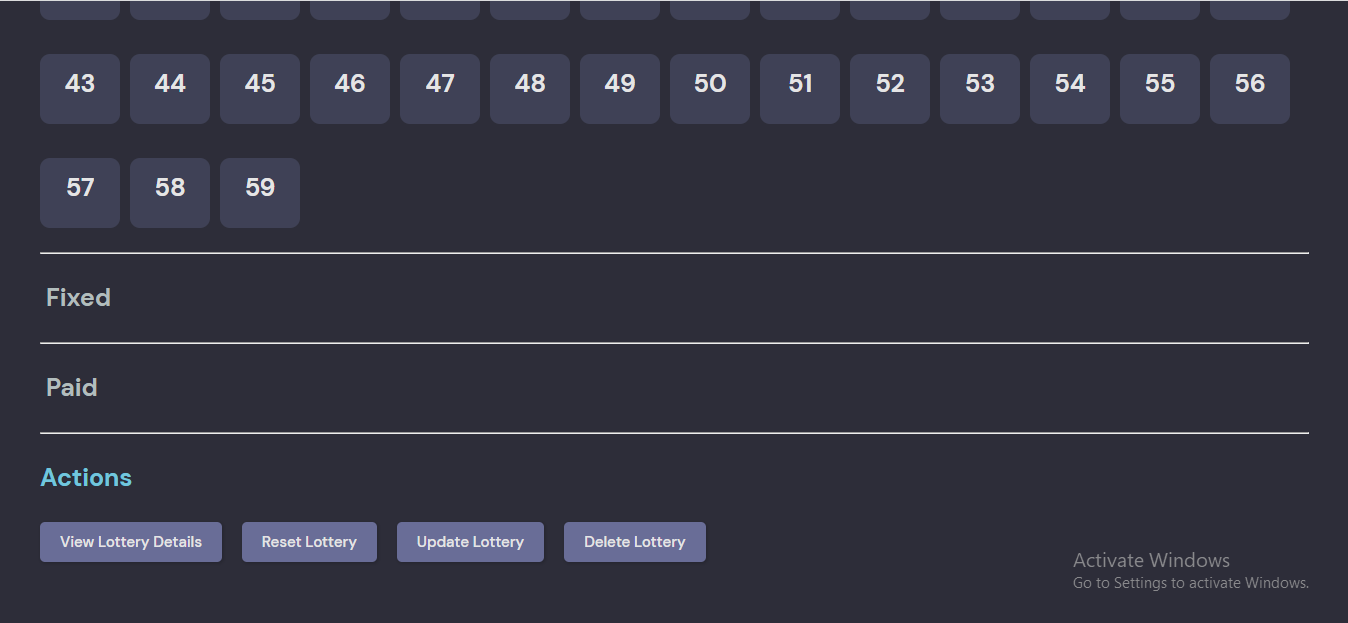 43 44 45 46 47 48 49 50 51 52 53 54 55 56
57 58 59
Fixed
Paid
Actions
View Lottery Details Reset Lottery Update Lottery Delete Lottery
Activate Windows
Go to Settings to activate Windows.